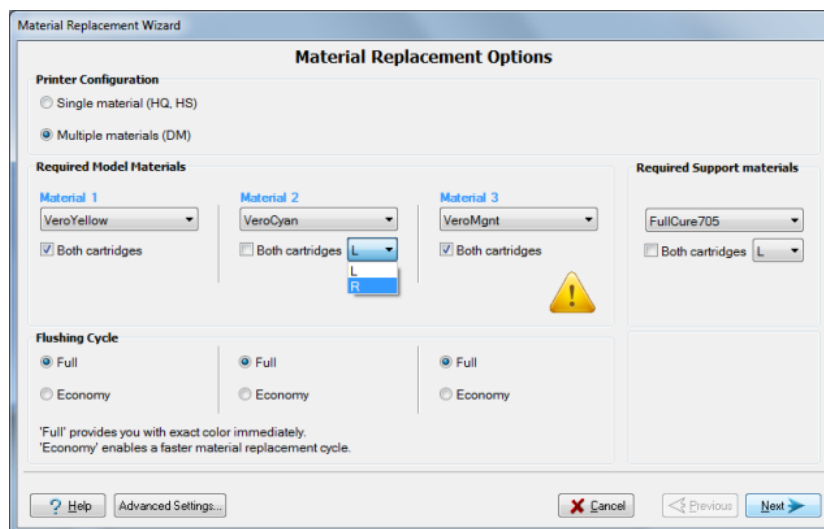 Material Replacement Wizard
Material Replacement Options
Printer Configuration
Single material (HQ, HS)
Multiple materials (DM)
Required Model Materials
Required Support materials
Material 1
Material 2
Material 3
VeroYellow
VeroCyan
VeroMgnt
FullCure705
Both cartridges
Both cartridges L
Both cartridges
Both cartridges L
L
R
Flushing Cycle
Full
Full
Full
Economy
Economy
Economy
'Full' provides you with exact color immediately.
'Economy' enables a faster material replacement cycle.
Help
Advanced Settings...
Cancel
Previous
Next